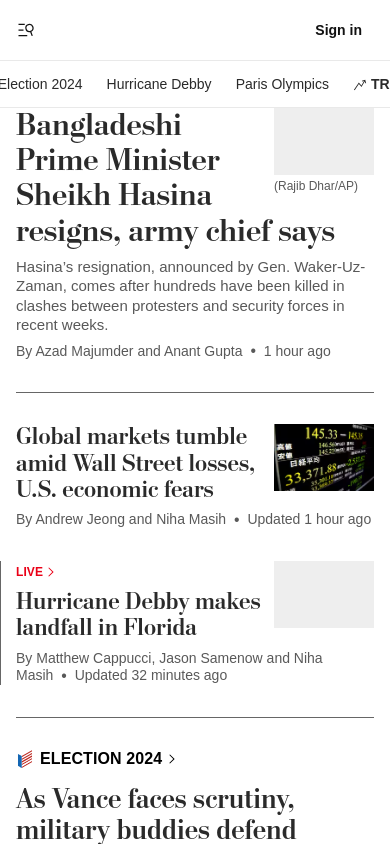 Sign in
Election 2024 Hurricane Debby Paris Olympics TR
Bangladeshi
Prime Minister
Sheikh Hasina
resigns, army chief says
(Rajib Dhar/AP)
Hasina’s resignation, announced by Gen. Waker-Uz-
Zaman, comes after hundreds have been killed in
clashes between protesters and security forces in
recent weeks.
By Azad Majumder and Anant Gupta • 1 hour ago
Global markets tumble
amid Wall Street losses,
U.S. economic fears
145.33
33,371.88
By Andrew Jeong and Niha Masih • Updated 1 hour ago
LIVE
Hurricane Debby makes
landfall in Florida
By Matthew Cappucci, Jason Samenow and Niha
Masih • Updated 32 minutes ago
ELECTION 2024
As Vance faces scrutiny,
military buddies defend